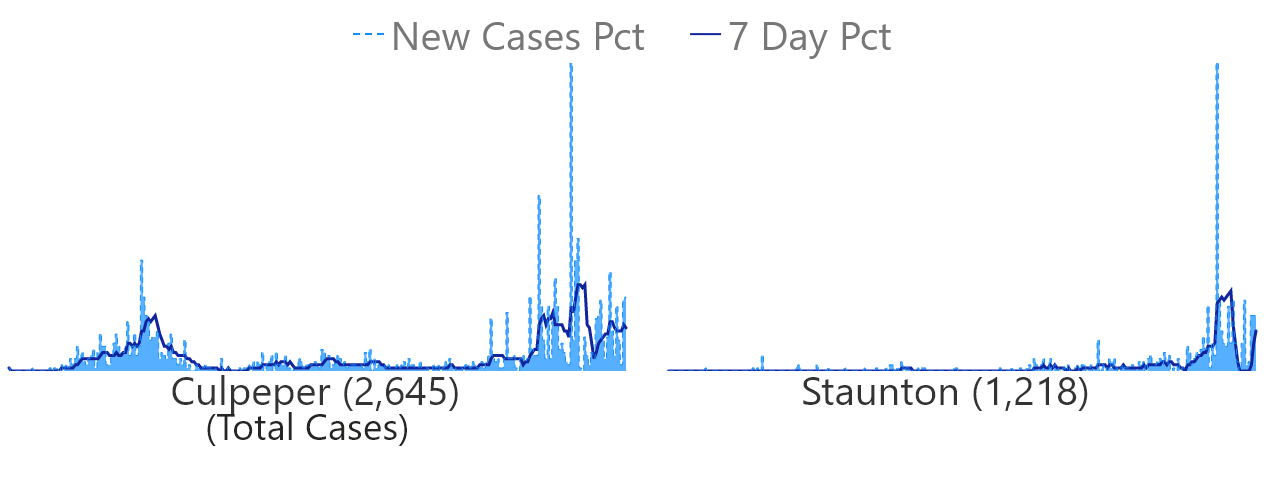 New Cases Pct 7 Day Pct
Culpeper (2,645)
(Total Cases)
Staunton (1,218)